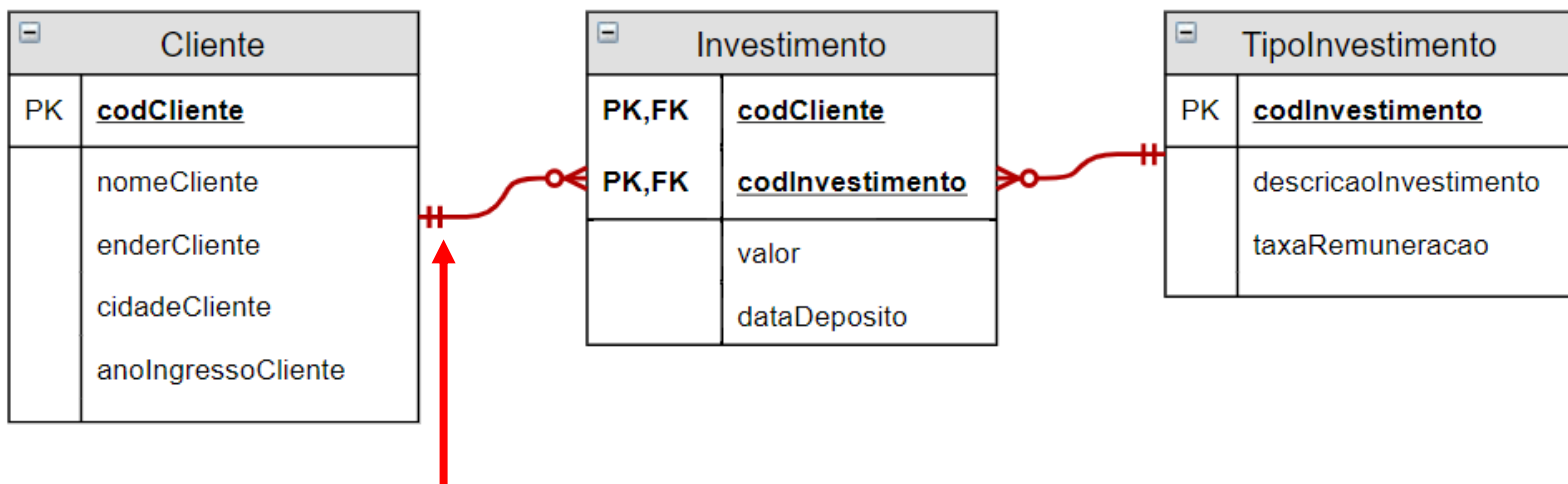 Cliente
PK codCliente
nomeCliente
enderCliente
cidadeCliente
anoIngressoCliente
Investimento
PK,FK codCliente
PK,FK codInvestimento
valor
dataDeposito
TipoInvestimento
PK codInvestimento
descricaoInvestimento
taxaRemuneracao